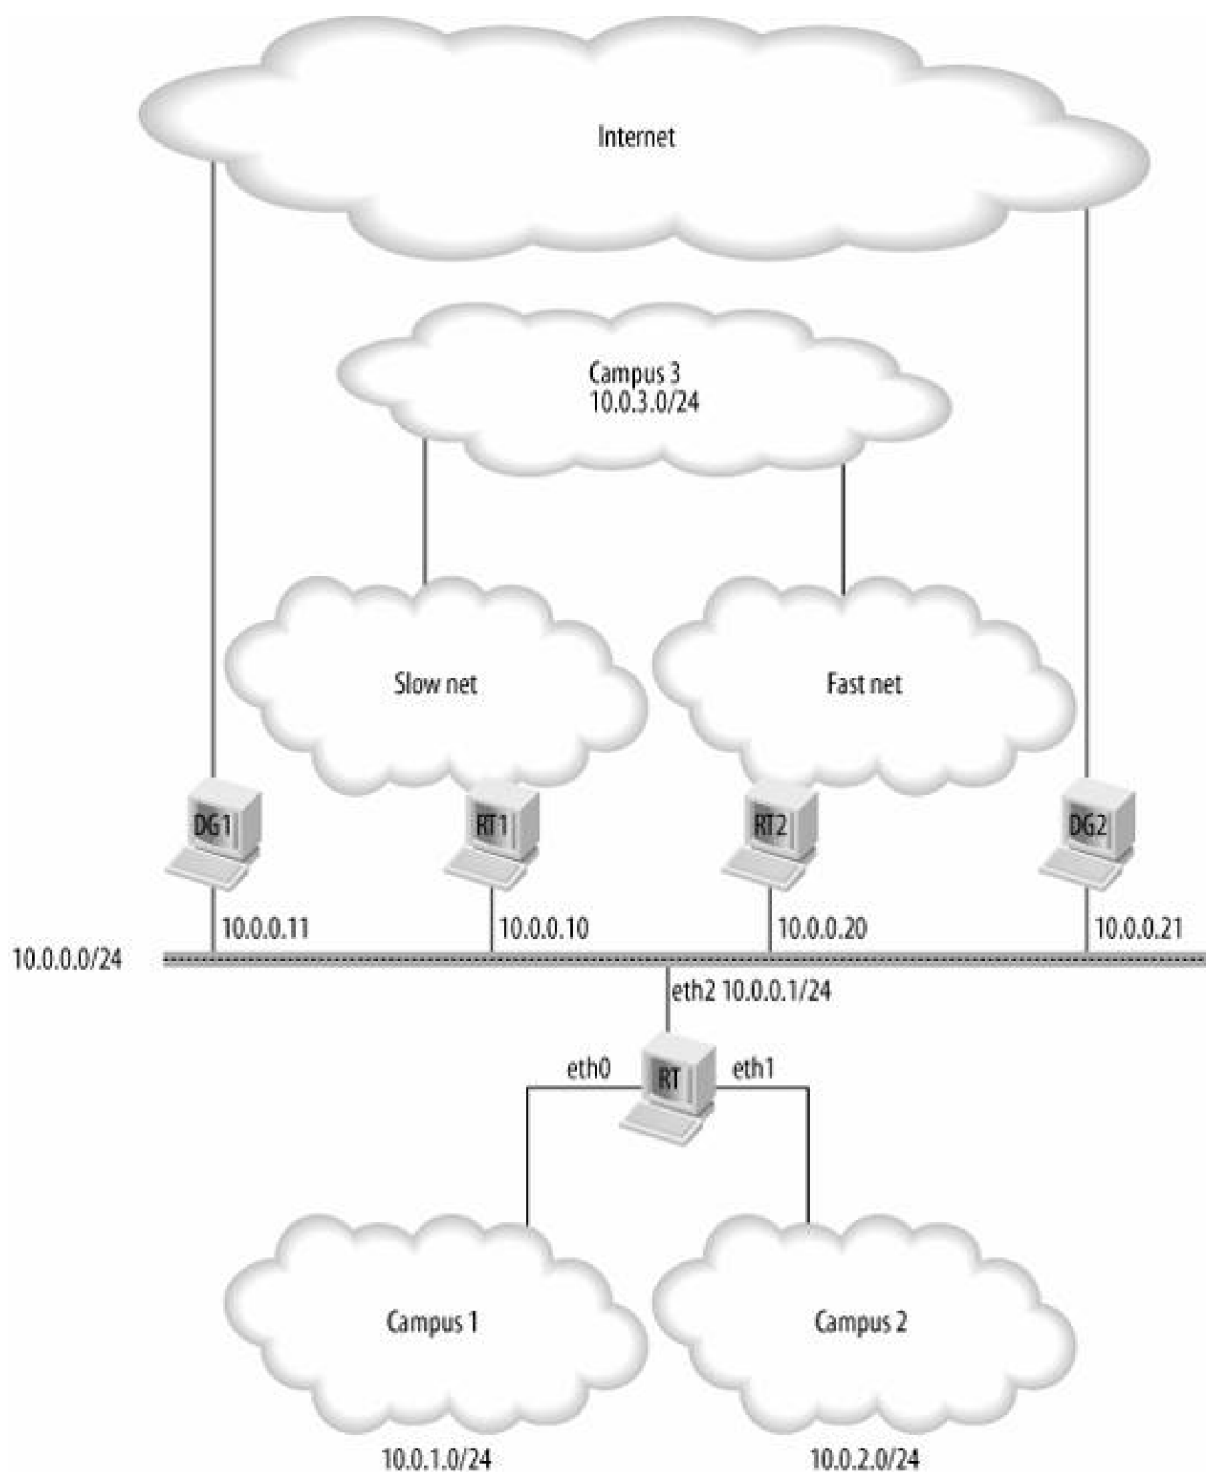 Internet
Campus 3
10.0.3.0/24
Slow net
Fast net
DG1
RT1
RT2
DG2
10.0.0.11
10.0.0.10
10.0.0.20
10.0.0.21
10.0.0.0/24
eth2 10.0.0.1/24
eth0
RT
eth1
Campus 1
Campus 2
10.0.1.0/24
10.0.2.0/24